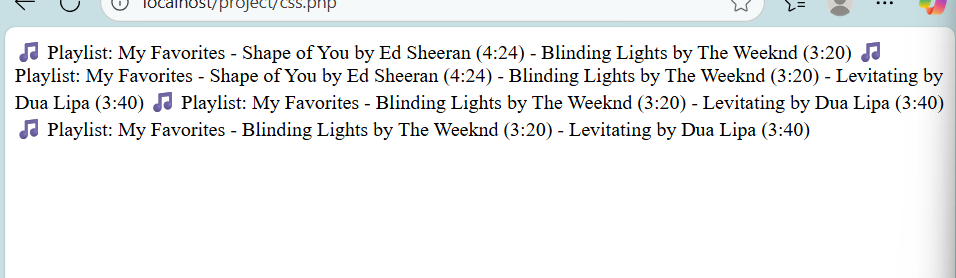 localhost/project/css.php
🎵 Playlist: My Favorites - Shape of You by Ed Sheeran (4:24) - Blinding Lights by The Weeknd (3:20) 🎵
Playlist: My Favorites - Shape of You by Ed Sheeran (4:24) - Blinding Lights by The Weeknd (3:20) - Levitating by
Dua Lipa (3:40) 🎵 Playlist: My Favorites - Blinding Lights by The Weeknd (3:20) - Levitating by Dua Lipa (3:40)
🎵 Playlist: My Favorites - Blinding Lights by The Weeknd (3:20) - Levitating by Dua Lipa (3:40)